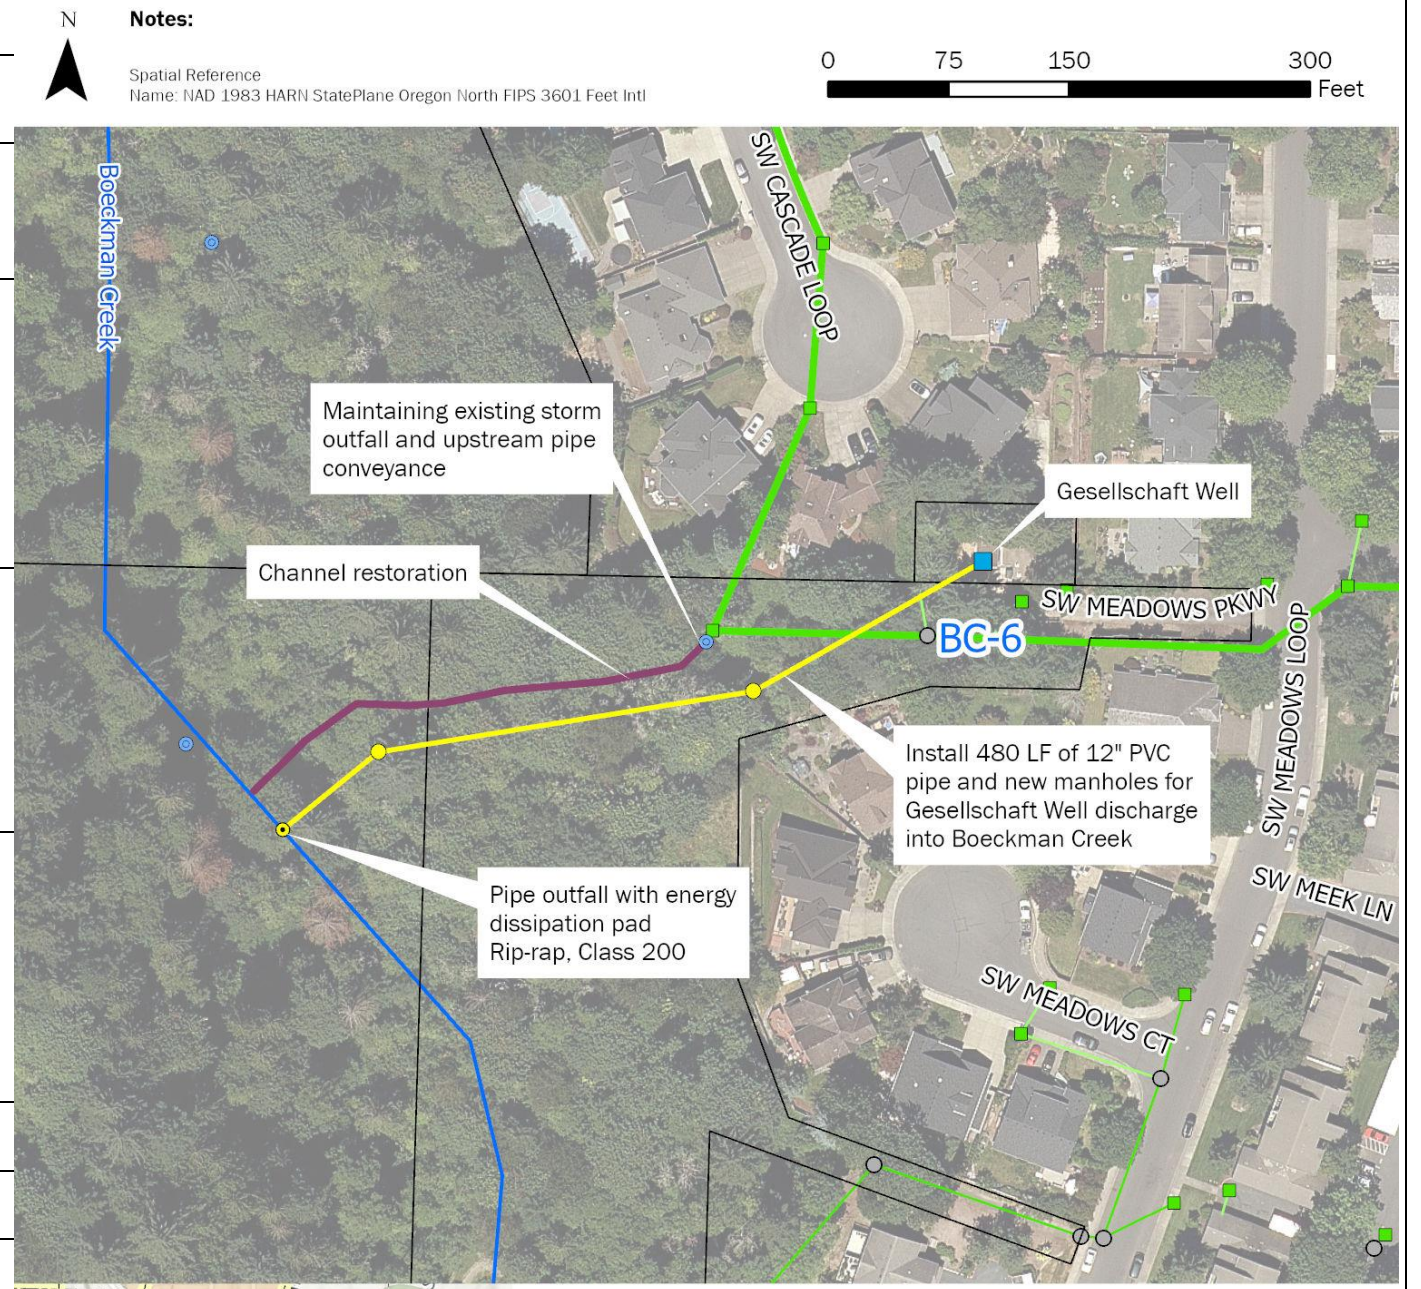 N
Notes:
Spatial Reference
Name: NAD 1983 HARN StatePlane Oregon North FIPS 3601 Feet Intl
0 75 150 300
Feet
Boeckman Creek
SW CASCADE LOOP
Maintaining existing storm
outfall and upstream pipe
conveyance
Gesellschaft Well
Channel restoration
SW MEADOWS PKWY
BC-6
SW MEADOWS LOOP
Install 480 LF of 12" PVC
pipe and new manholes for
Gesellschaft Well discharge
into Boeckman Creek
SW MEEK LN
Pipe outfall with energy
dissipation pad
Rip-rap, Class 200
SW MEADOWS CT